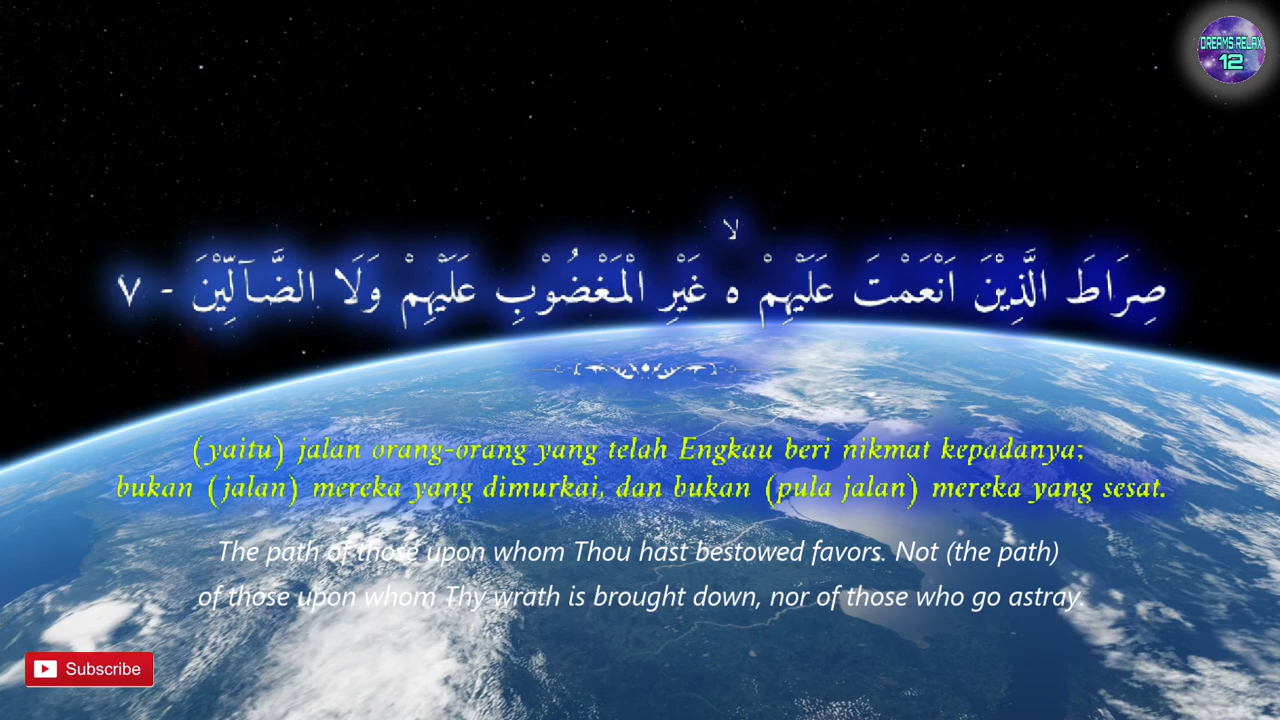 DREAMS RELAX
12
لا
صِرَاطَ الَّذِيْنَ اَنْعَمْتَ عَلَيْهِمْ ە غَيْرِ الْمَغْضُوْبِ عَلَيْهِمْ وَلَا الضَّاۤلِّيْنَ - ٧
(yaitu) jalan orang-orang yang telah Engkau beri nikmat kepadanya;
bukan (jalan) mereka yang dimurkai, dan bukan (pula jalan) mereka yang sesat.
The path of those upon whom Thou hast bestowed favors. Not (the path)
of those upon whom Thy wrath is brought down, nor of those who go astray.
Subscribe